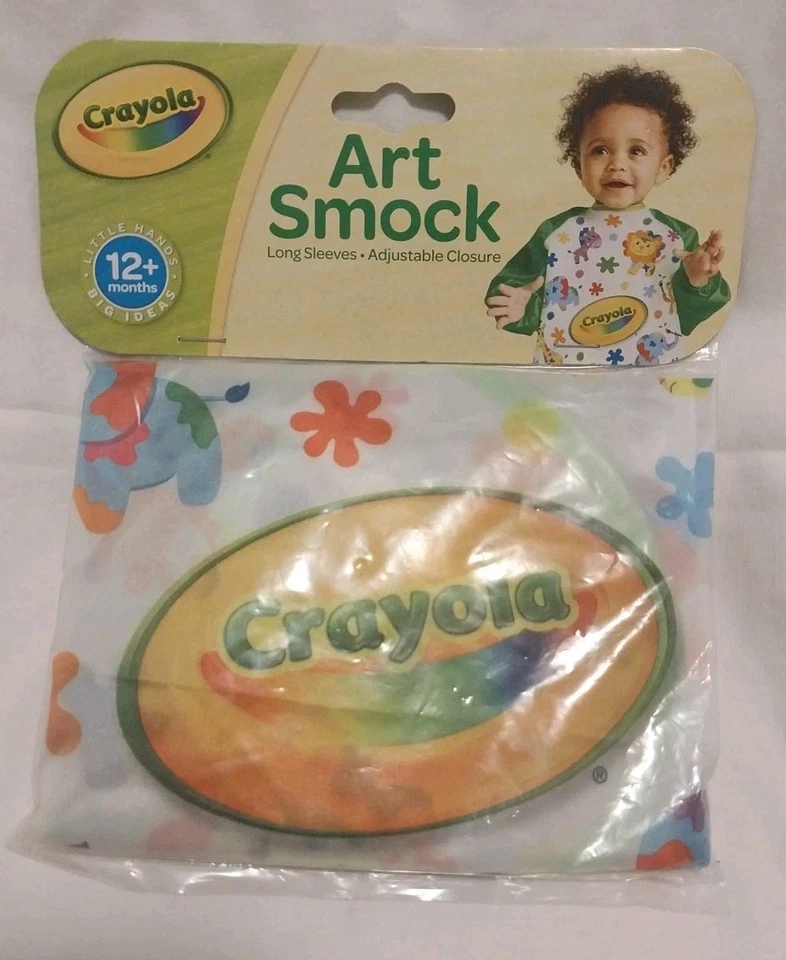 Crayola
®
LITTLE HANDS
12+
months
BIG IDEAS
Art
Smock
Long Sleeves • Adjustable Closure
Crayola
Crayola
®